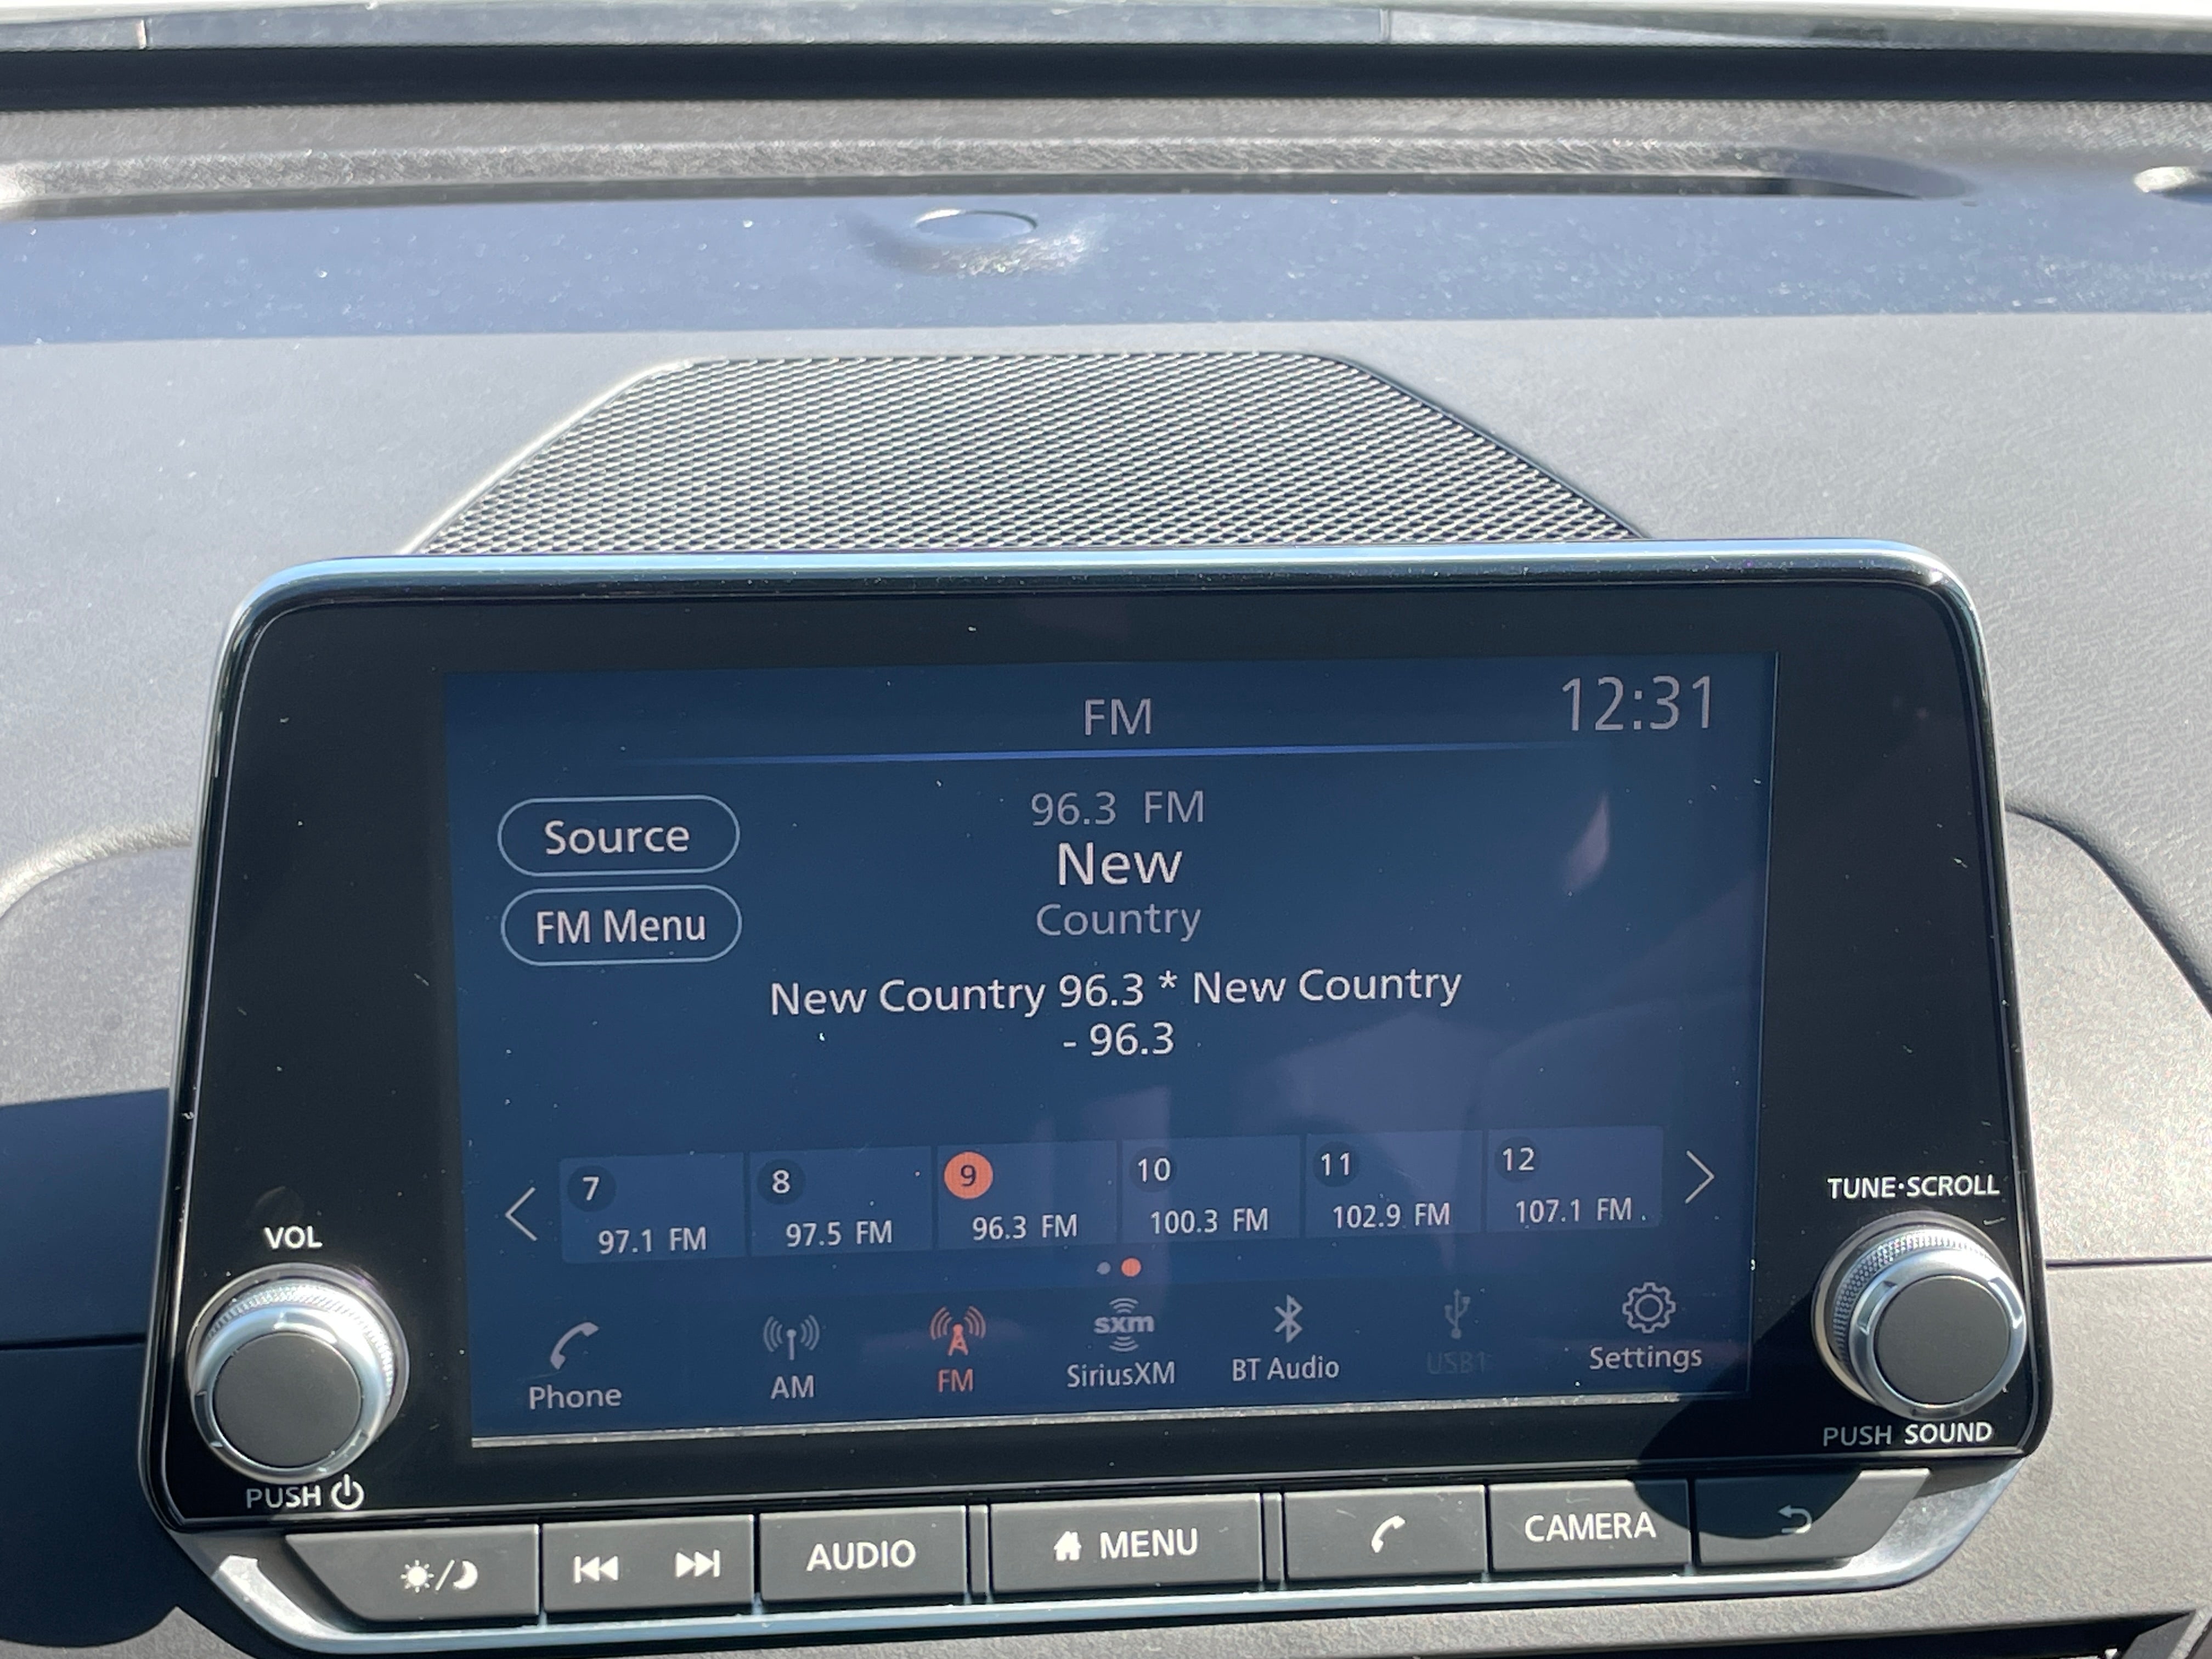 FM
12:31
96.3 FM
Source
New
FM Menu
Country
New Country 96.3 * New Country
- 96.3
7
97.1 FM
8
97.5 FM
9
96.3 FM
10
100.3 FM
11
102.9 FM
12
107.1 FM
Phone
AM
FM
sxm
SiriusXM
BT Audio
USB1
Settings
VOL
PUSH
TUNE·SCROLL
PUSH SOUND
AUDIO
MENU
CAMERA